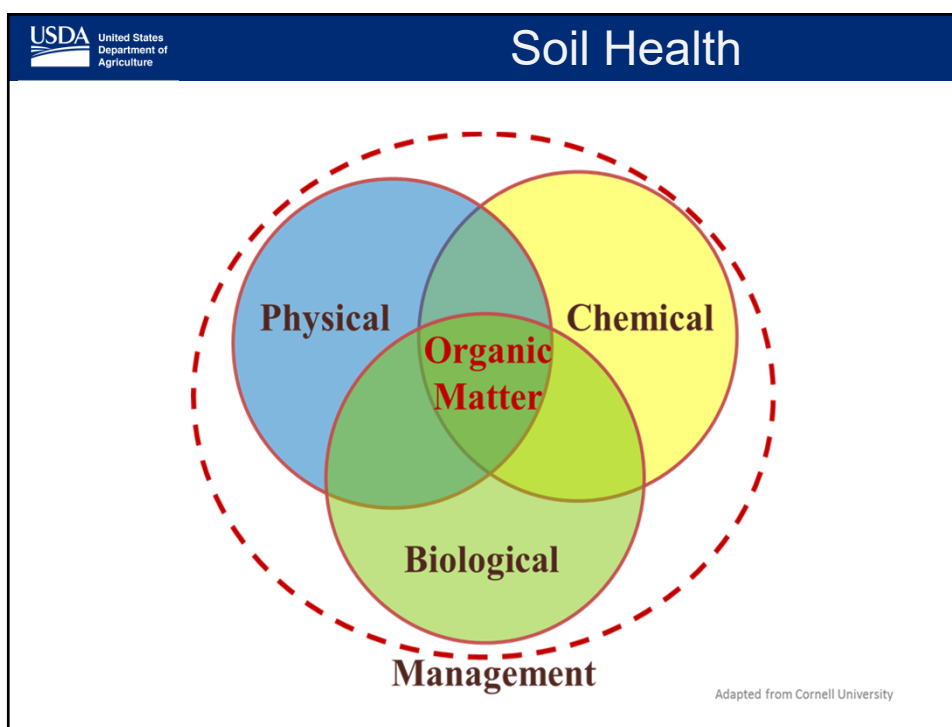 USDA
United States
Department of
Agriculture
Soil Health
Physical
Chemical
Organic
Matter
Biological
Management
Adapted from Cornell University